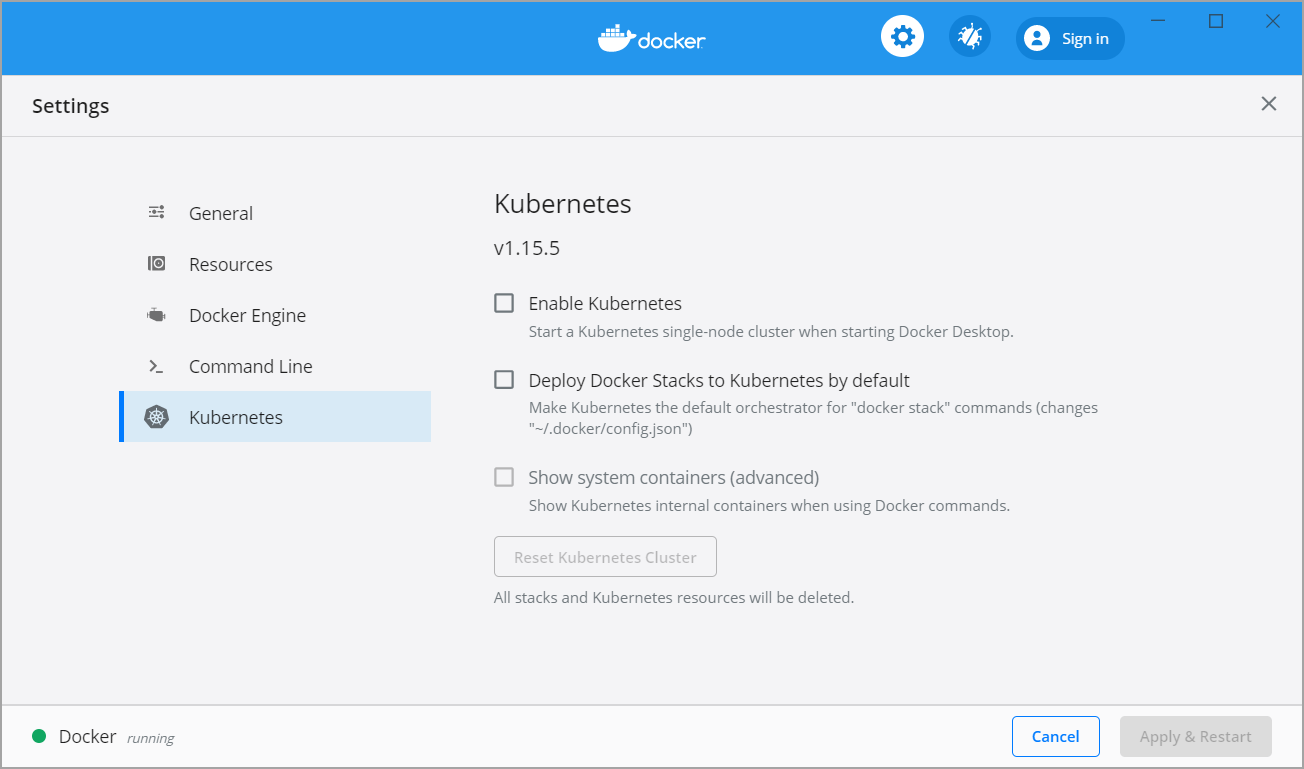 docker
Sign in
Settings
General
Resources
Docker Engine
Command Line
Kubernetes
Kubernetes
v1.15.5
Enable Kubernetes
Start a Kubernetes single-node cluster when starting Docker Desktop.
Deploy Docker Stacks to Kubernetes by default
Make Kubernetes the default orchestrator for "docker stack" commands (changes
"~/.docker/config.json")
Show system containers (advanced)
Show Kubernetes internal containers when using Docker commands.
Reset Kubernetes Cluster
All stacks and Kubernetes resources will be deleted.
Docker running
Cancel
Apply & Restart